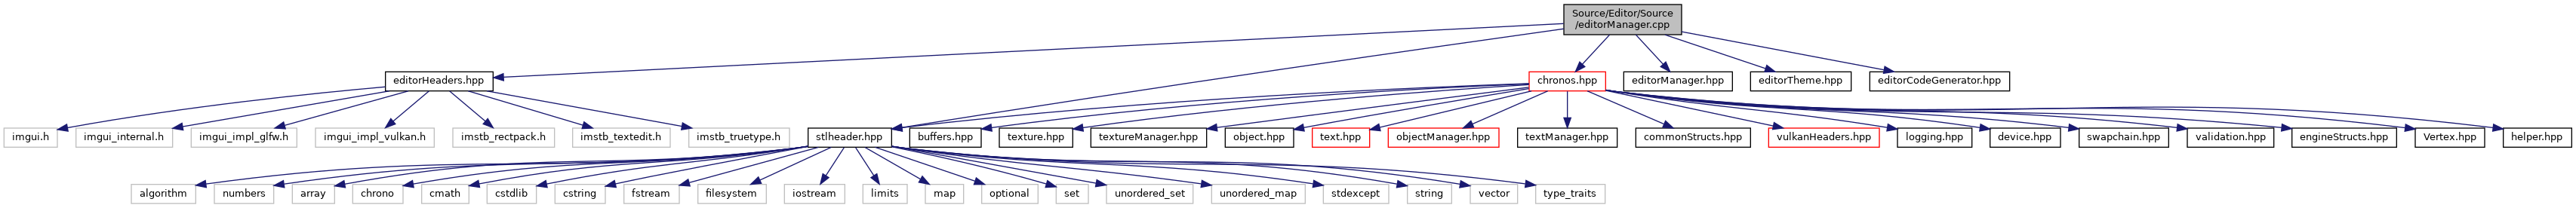 Source/Editor/Source
/editorManager.cpp
editorHeaders.hpp
chronos.hpp
editorManager.hpp
editorTheme.hpp
editorCodeGenerator.hpp
imgui.h
imgui_internal.h
imgui_impl_glfw.h
imgui_impl_vulkan.h
imstb_rectpack.h
imstb_textedit.h
imstb_truetype.h
stlheader.hpp
buffers.hpp
texture.hpp
textureManager.hpp
object.hpp
text.hpp
objectManager.hpp
textManager.hpp
commonStructs.hpp
vulkanHeaders.hpp
logging.hpp
device.hpp
swapchain.hpp
validation.hpp
engineStructs.hpp
Vertex.hpp
helper.hpp
algorithm
numbers
array
chrono
cmath
cstdlib
cstring
fstream
filesystem
iostream
limits
map
optional
set
unordered_set
unordered_map
stdexcept
string
vector
type_traits